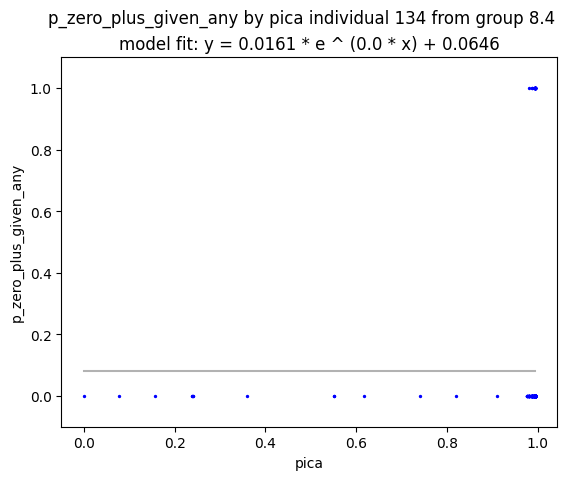 p_zero_plus_given_any by pica individual 134 from group 8.4
model fit: y = 0.0161 * e ^ (0.0 * x) + 0.0646
1.0
0.8
0.6
0.4
0.2
0.0
p_zero_plus_given_any
0.0 0.2 0.4 0.6 0.8 1.0
pica